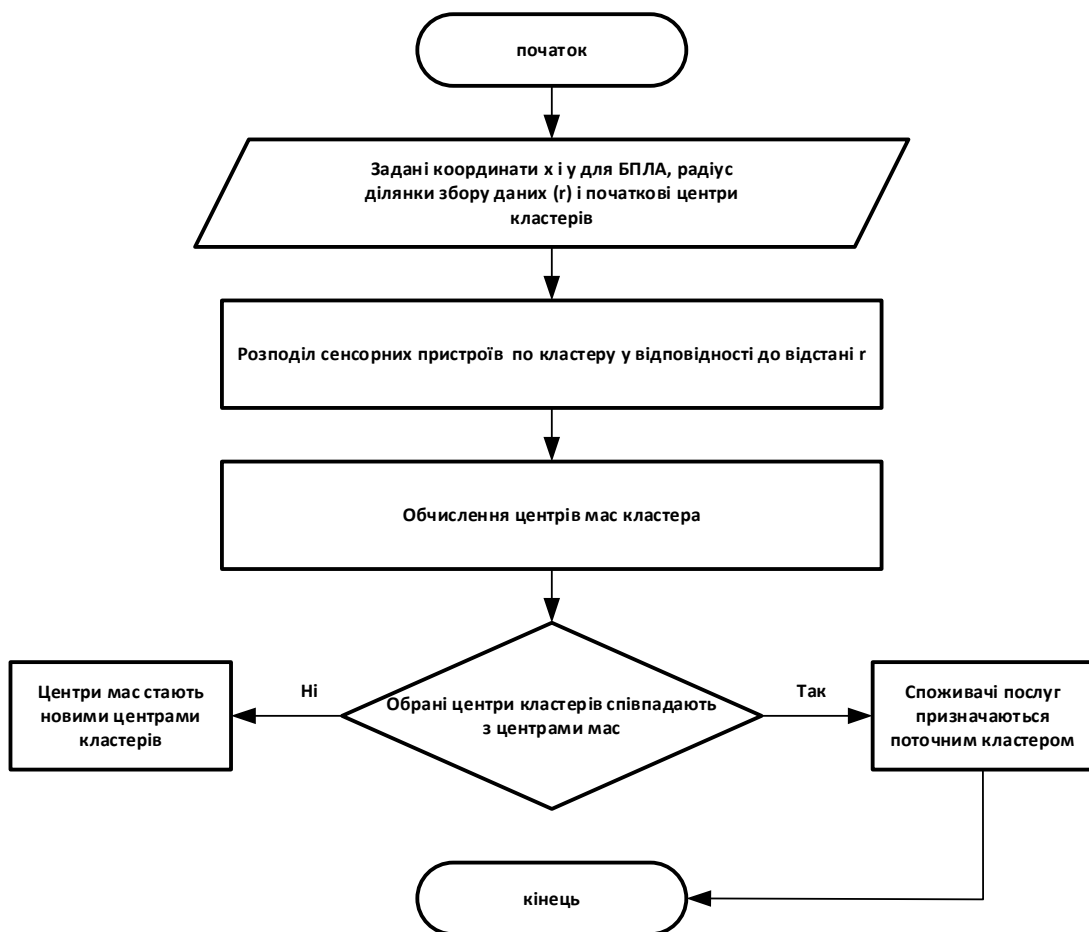 початок
Задані координати x і y для БПЛА, радіус
ділянки збору даних (r) і початкові центри
кластерів
Розподіл сенсорних пристроїв по кластеру у відповідності до відстані r
Обчислення центрів мас кластера
Центри мас стають
новими центрами
кластерів
Ні
Обрані центри кластерів співпадають
з центрами мас
Так
Споживачі послуг
призначаються
поточним кластером
кінець